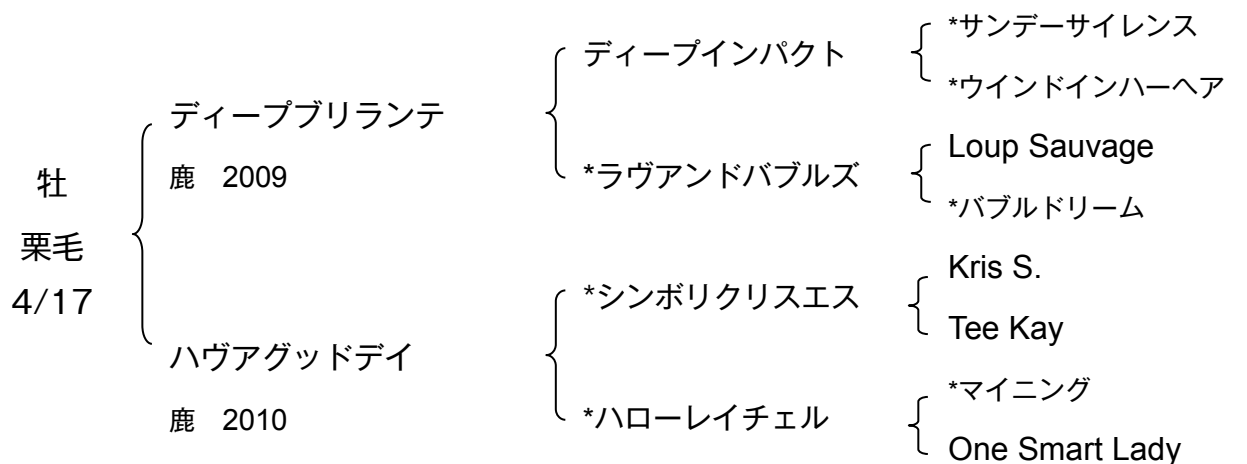 牡
栗毛
4/17
ディープブリランテ
鹿 2009
ハヴアグッドデイ
鹿 2010
ディープインパクト
*ラヴアンドバブルズ
*シンボリクリスエス
*ハローレイチェル
*サンデーサイレンス
*ウインドインハーヘア
Loup Sauvage
*バブルドリーム
Kris S.
Tee Kay
*マイニング
One Smart Lady